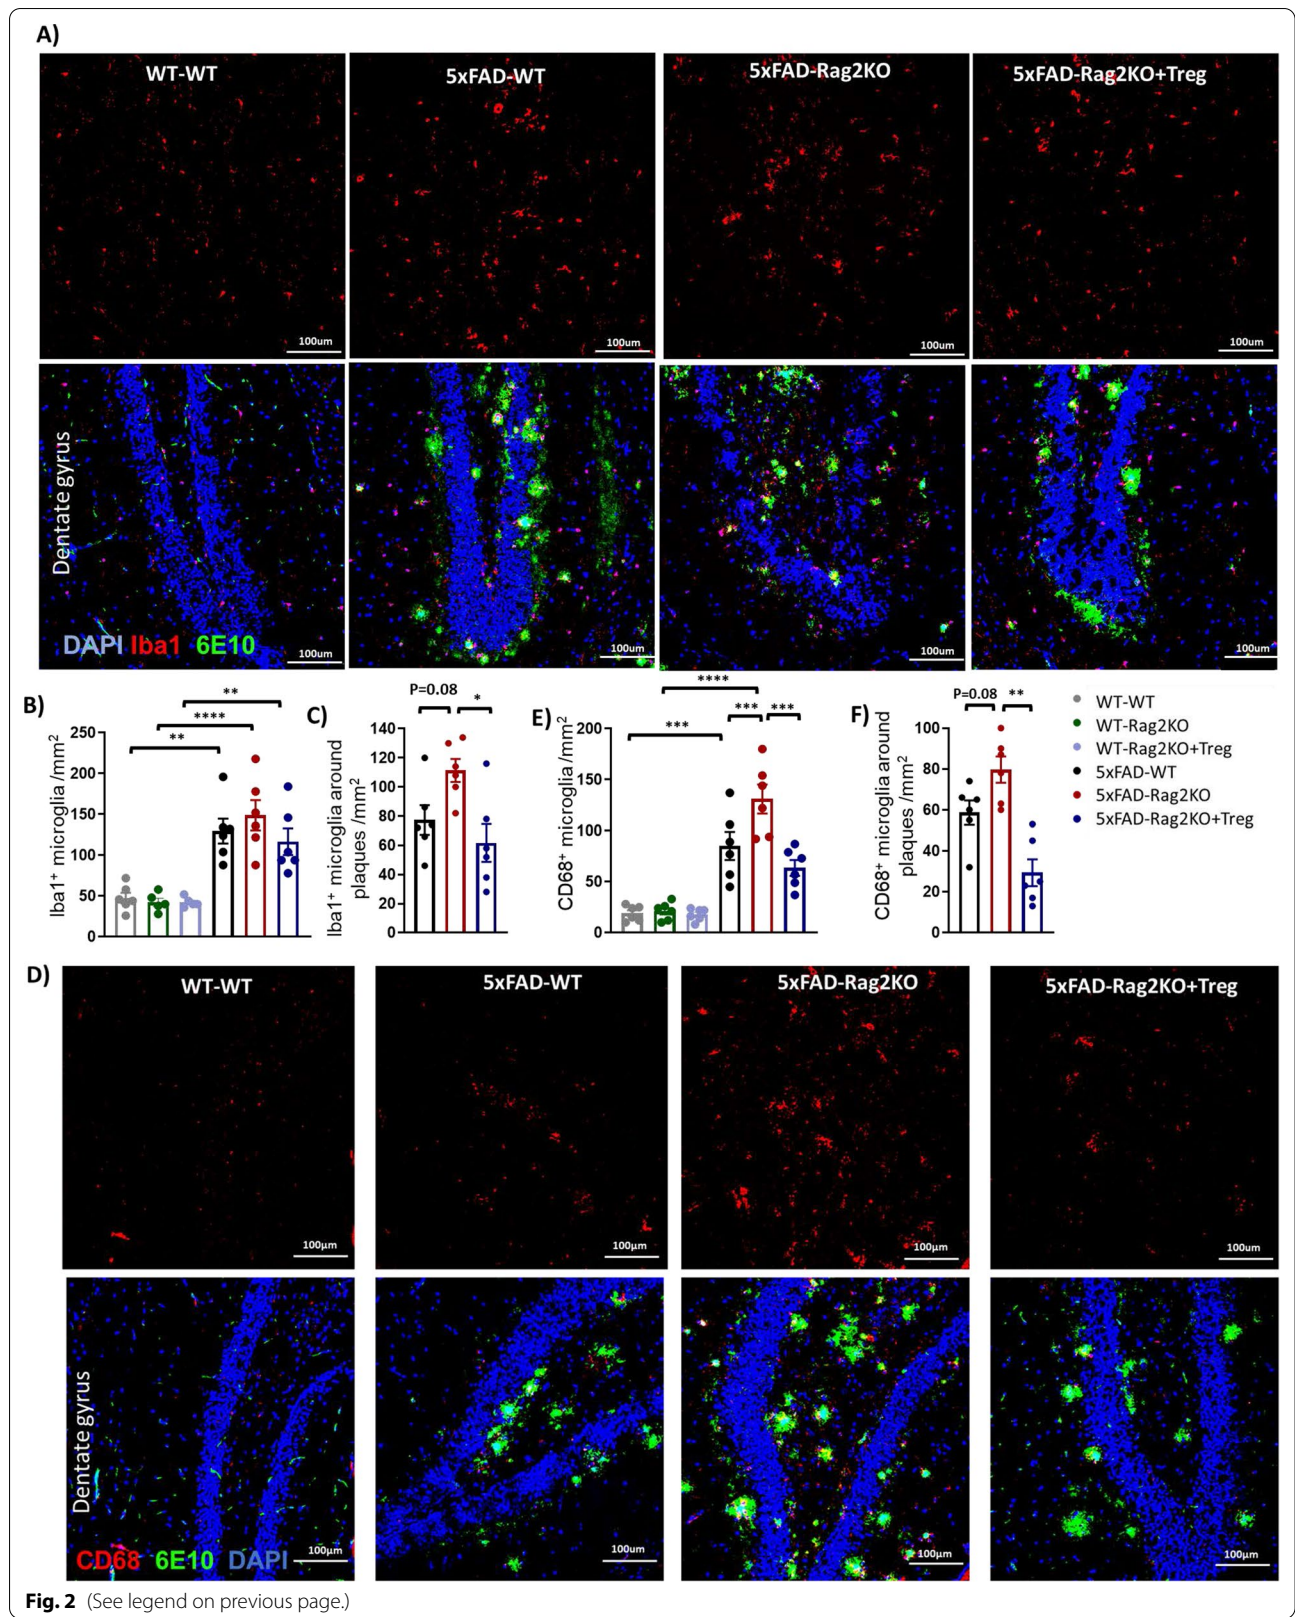 A)
WT-WT
5xFAD-WT
5xFAD-Rag2KO
5xFAD-Rag2KO+Treg
100um
100um
100um
100um
Dentate gyrus
DAPI Iba1 6E10
100um
100um
100um
100um
B)
Iba1+ microglia /mm2
250
200
150
100
50
0
**
****
**
C)
Iba1+ microglia around
plaques /mm2
140
120
100
80
60
40
20
0
P=0.08
*
E)
CD68+ microglia /mm2
200
150
100
50
0
****
***
***
***
F)
CD68+ microglia around
plaques /mm2
100
80
60
40
20
0
P=0.08
**
WT-WT
WT-Rag2KO
WT-Rag2KO+Treg
5xFAD-WT
5xFAD-Rag2KO
5xFAD-Rag2KO+Treg
D)
WT-WT
5xFAD-WT
5xFAD-Rag2KO
5xFAD-Rag2KO+Treg
100µm
100µm
100µm
100um
Dentate gyrus
CD68 6E10 DAPI
100µm
100um
100µm
100µm
Fig. 2 (See legend on previous page.)